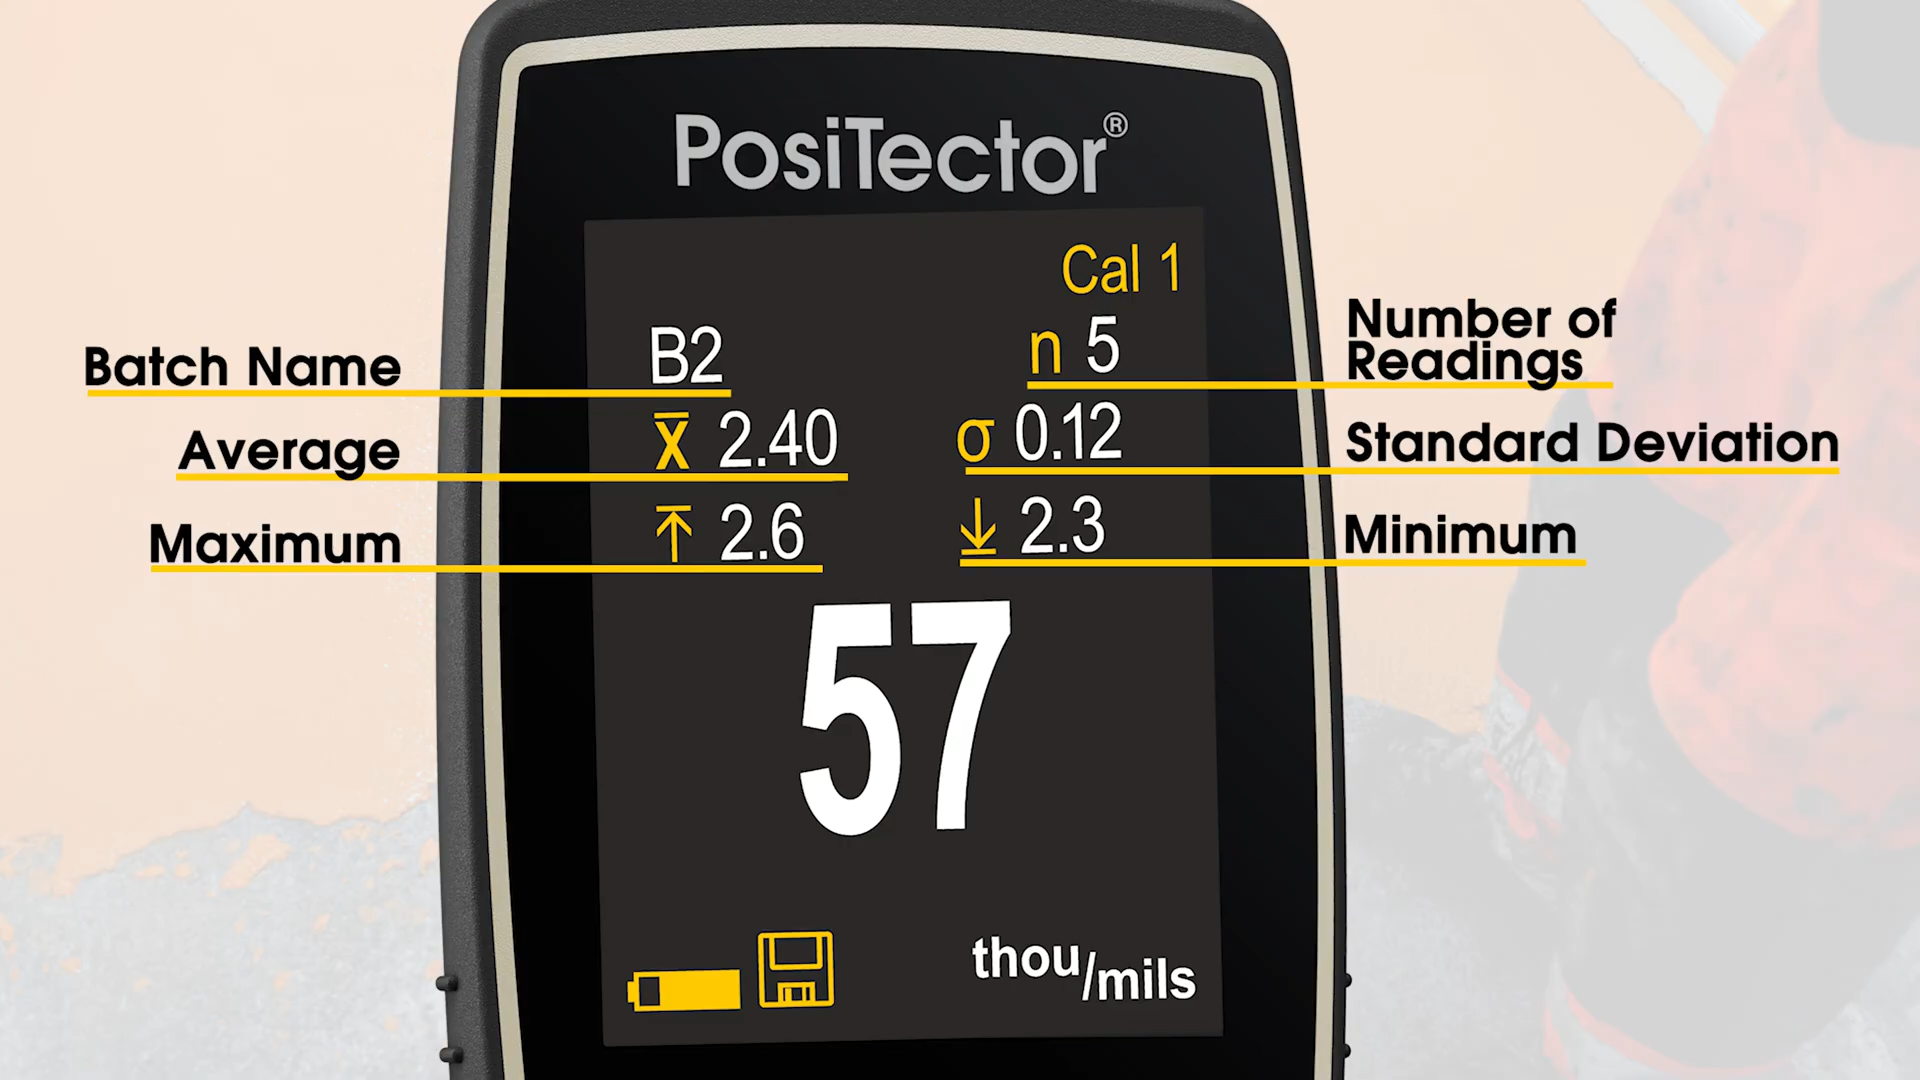 PosiTector®
Cal 1
Batch Name
B2
n 5
Number of
Readings
Average
x̄ 2.40
σ 0.12
Standard Deviation
Maximum
↑ 2.6
↓ 2.3
Minimum
57
thou/mils